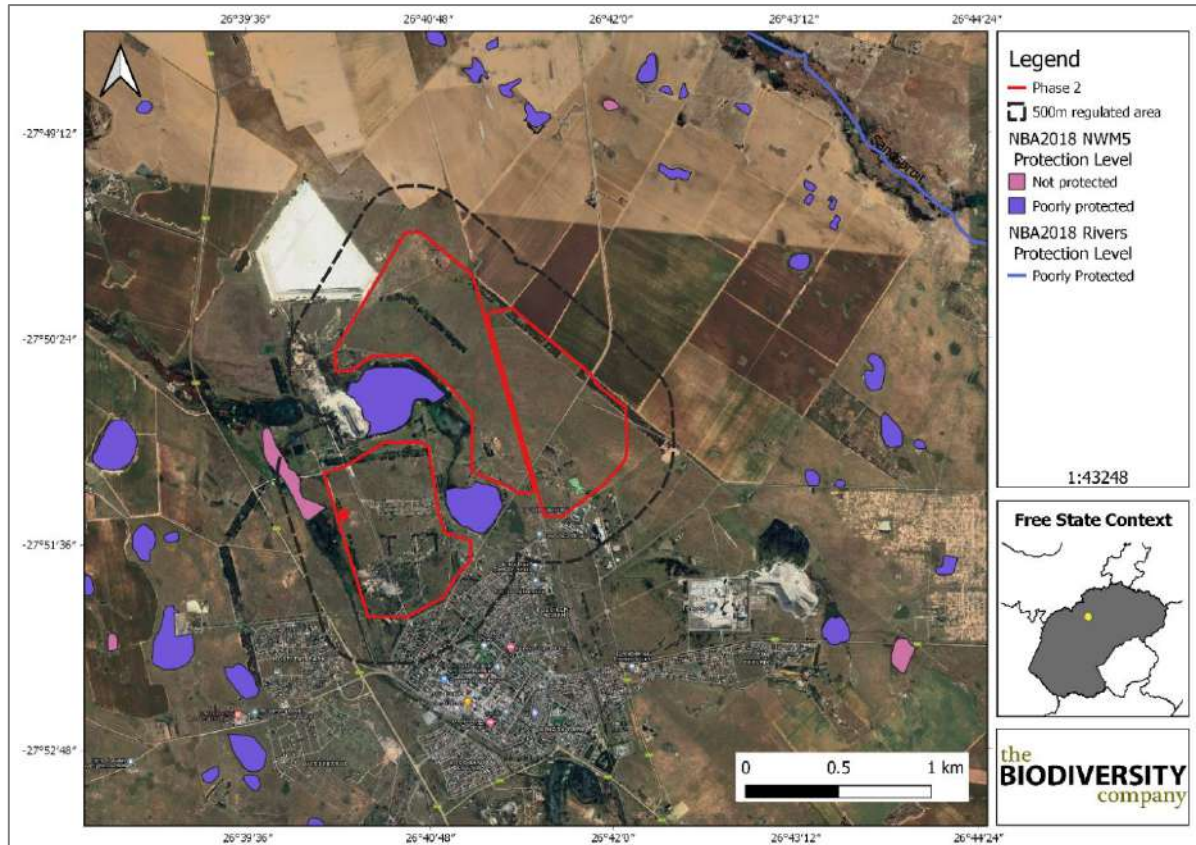 26°39'36" 26°40'48" 26°42'0" 26°43'12" 26°44'24"
-27°49'12"
-27°50'24"
-27°51'36"
-27°52'48"
Legend
Phase 2
500m regulated area
NBA2018 NWM5
Protection Level
Not protected
Poorly protected
NBA2018 Rivers
Protection Level
Poorly Protected
1:43248
Free State Context
the
BIODIVERSITY
company
0 0.5 1 km
26°39'36" 26°40'48" 26°42'0" 26°43'12" 26°44'24"